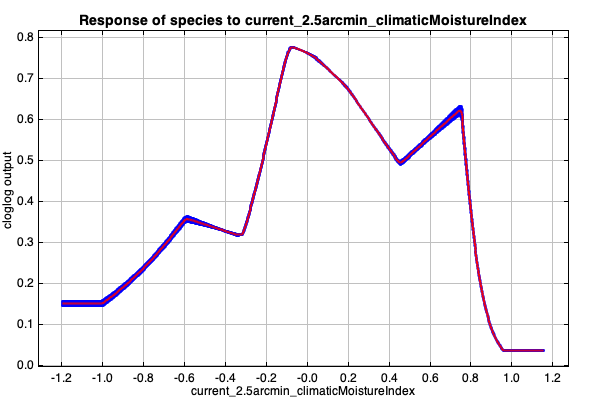 Response of species to current_2.5arcmin_climaticMoistureIndex
cloglog output
0.8
0.7
0.6
0.5
0.4
0.3
0.2
0.1
0.0
-1.2 -1.0 -0.8 -0.6 -0.4 -0.2 -0.0 0.2 0.4 0.6 0.8 1.0 1.2
current_2.5arcmin_climaticMoistureIndex